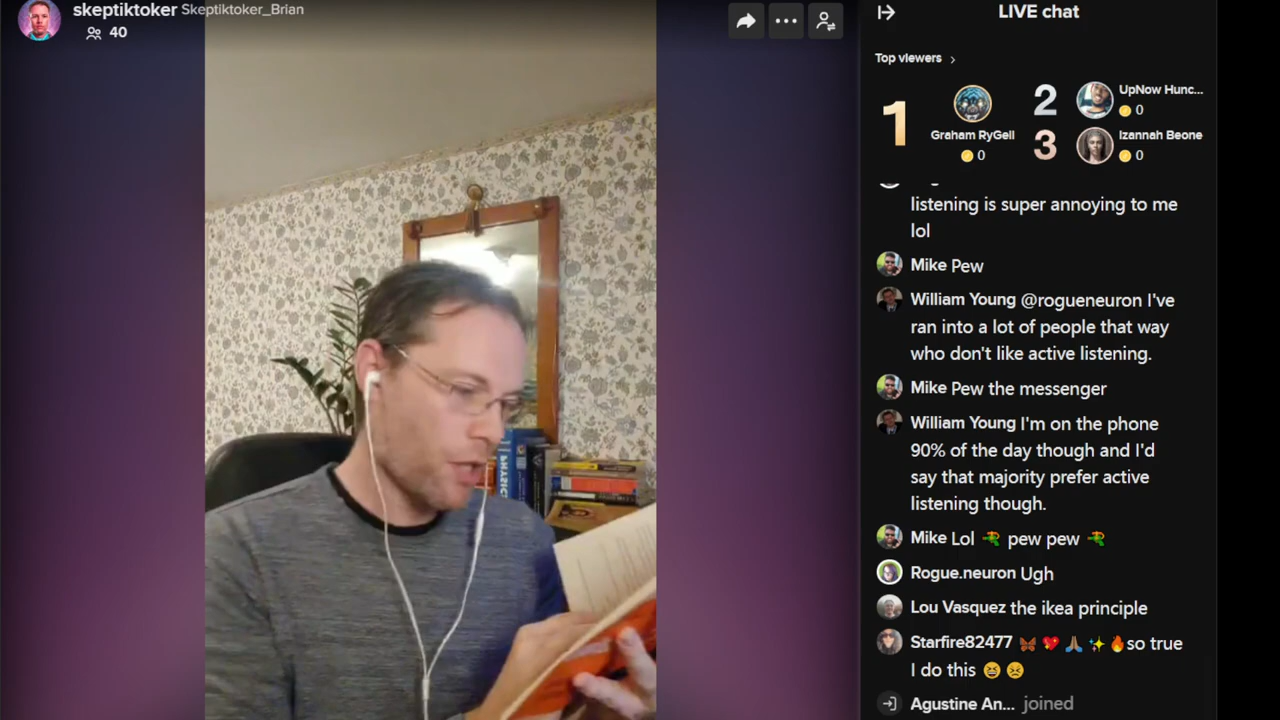 skeptiktoker Skeptiktoker_Brian
40
LIVE chat
Top viewers
1
Graham RyGell
0
2
UpNow Hunc...
0
3
Izannah Beone
0
listening is super annoying to me
lol
Mike Pew
William Young @rogueneuron I've
ran into a lot of people that way
who don't like active listening.
Mike Pew the messenger
William Young I'm on the phone
90% of the day though and I'd
say that majority prefer active
listening though.
Mike Lol 🔫 pew pew 🔫
Rogue.neuron Ugh
Lou Vasquez the ikea principle
Starfire82477 🦋 💖 🙏🏾 ✨ 🔥so true
I do this 😆 😣
Agustine An... joined